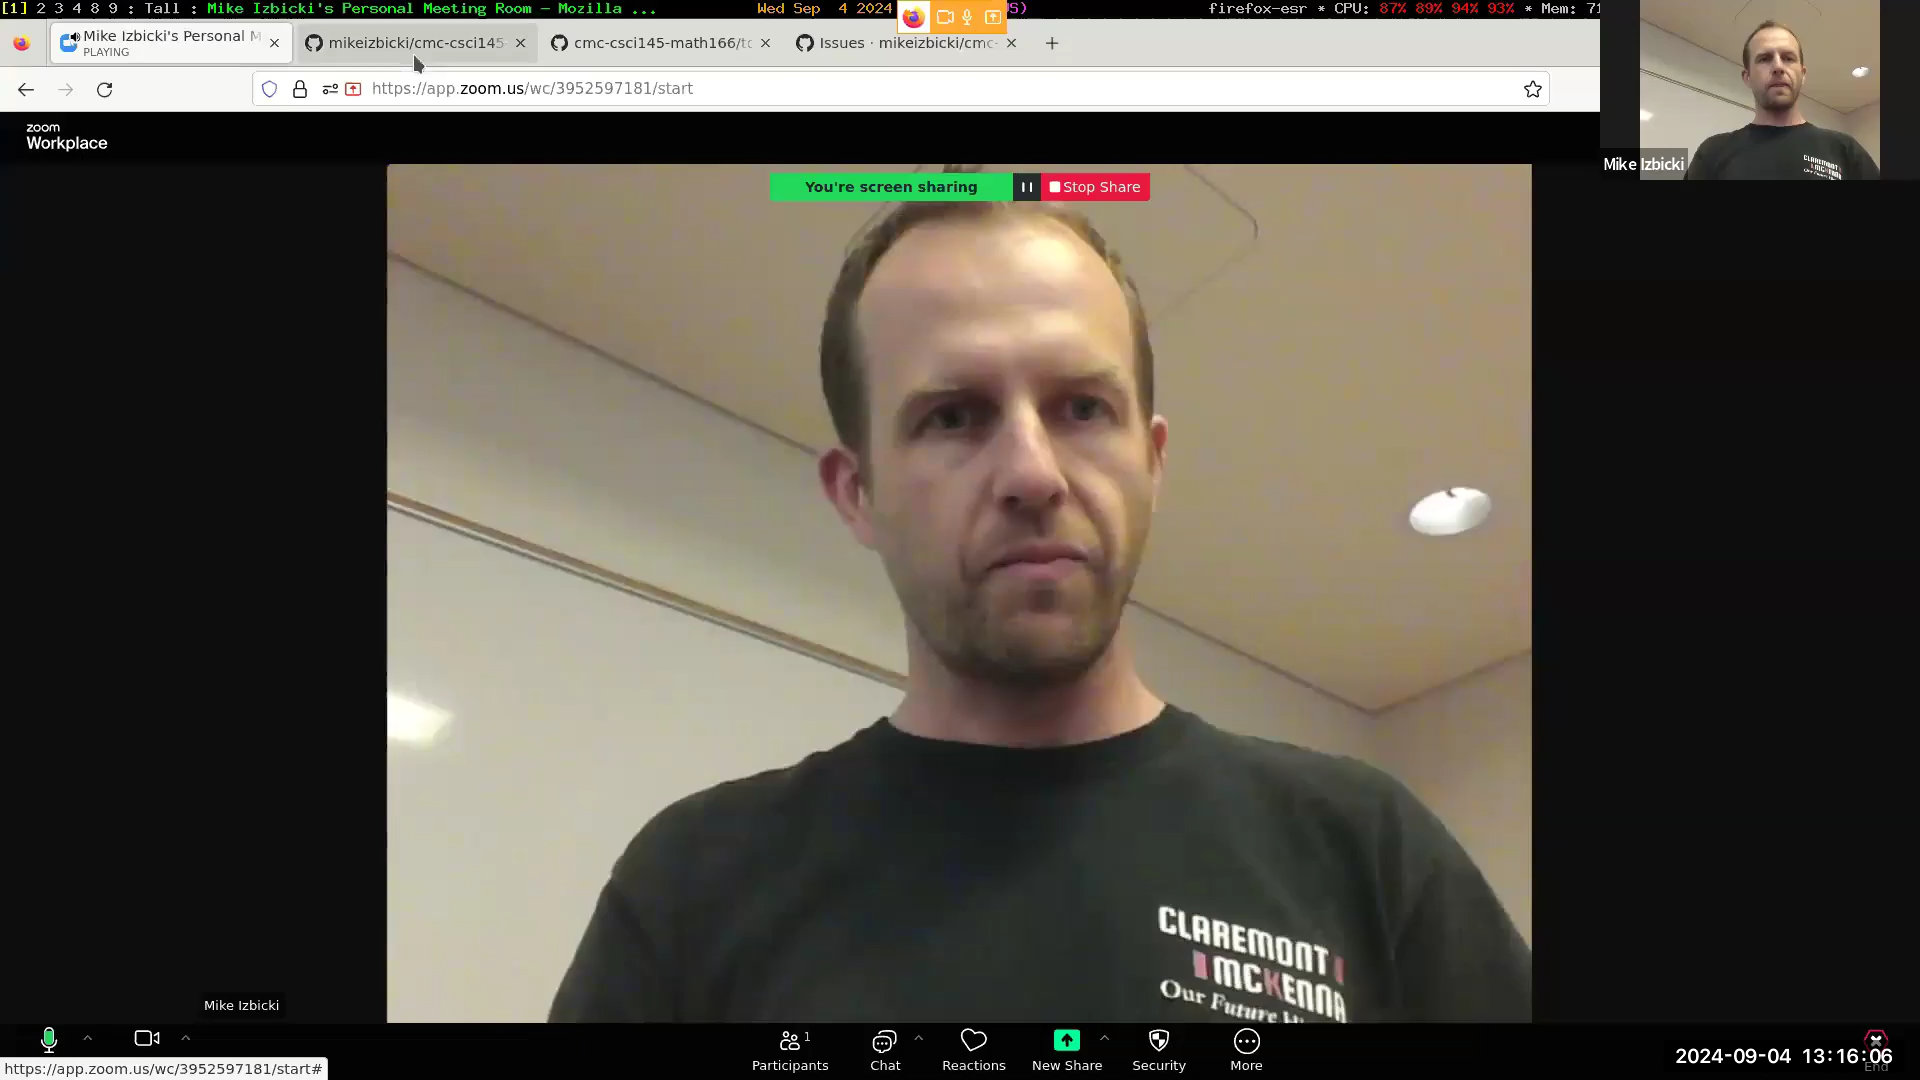 [1] 2 3 4 8 9 : Tall : Mike Izbicki's Personal Meeting Room — Mozilla ...
Wed Sep 4 2024
US)
firefox-esr * CPU: 87% 89% 94% 93% * Mem: 71
Mike Izbicki's Personal M
PLAYING
mikeizbicki/cmc-csci145-
cmc-csci145-math166/to
Issues · mikeizbicki/cmc-
https://app.zoom.us/wc/3952597181/start
zoom
Workplace
You're screen sharing
Stop Share
Mike Izbicki
CLAREMONT
MCKENNA
Our Future
Mike Izbicki
1
Participants
Chat
Reactions
New Share
Security
More
End
2024-09-04 13:16:06
https://app.zoom.us/wc/3952597181/start#